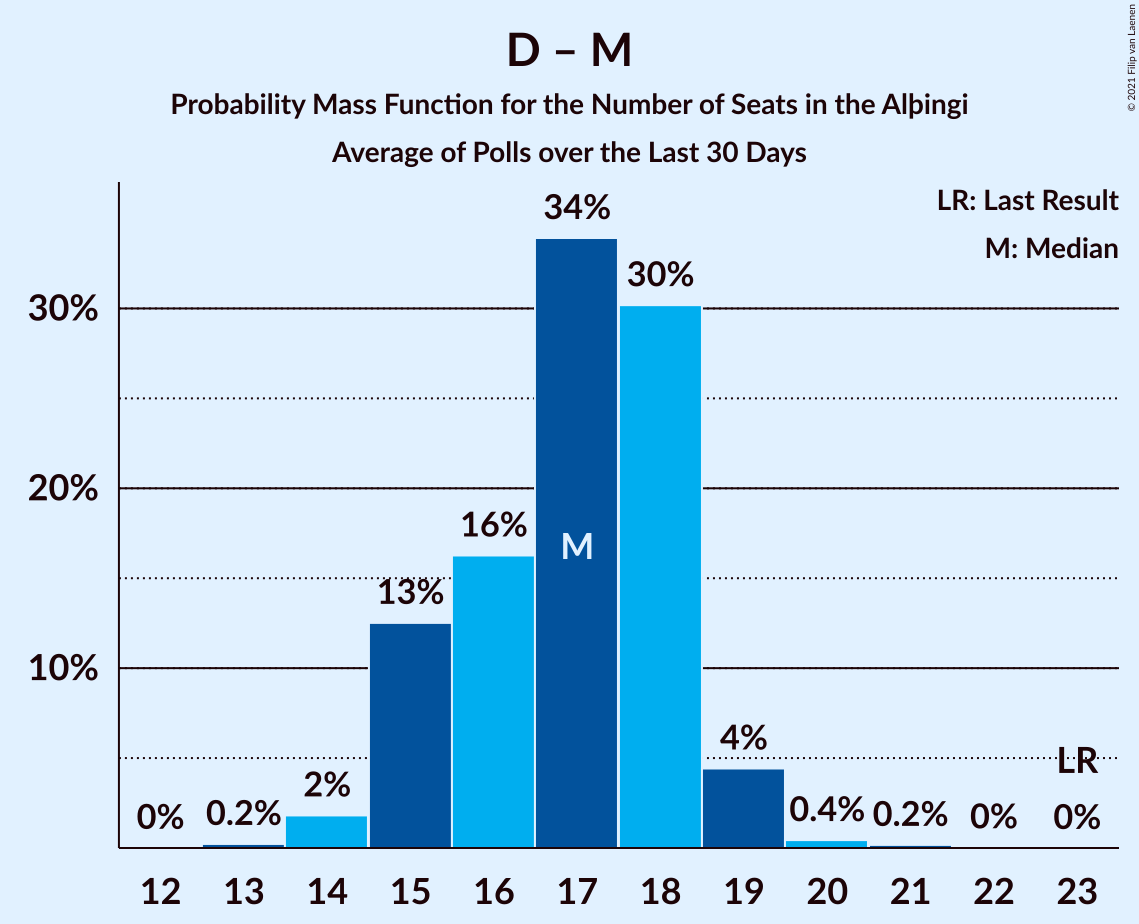 D – M
Probability Mass Function for the Number of Seats in the Alþingi
Average of Polls over the Last 30 Days
© 2021 Filip van Laenen
LR: Last Result
M: Median
30%
20%
10%
0%
0.2%
2%
13%
16%
34%
30%
4%
0.4%
0.2%
0%
0%
M
LR
12 13 14 15 16 17 18 19 20 21 22 23